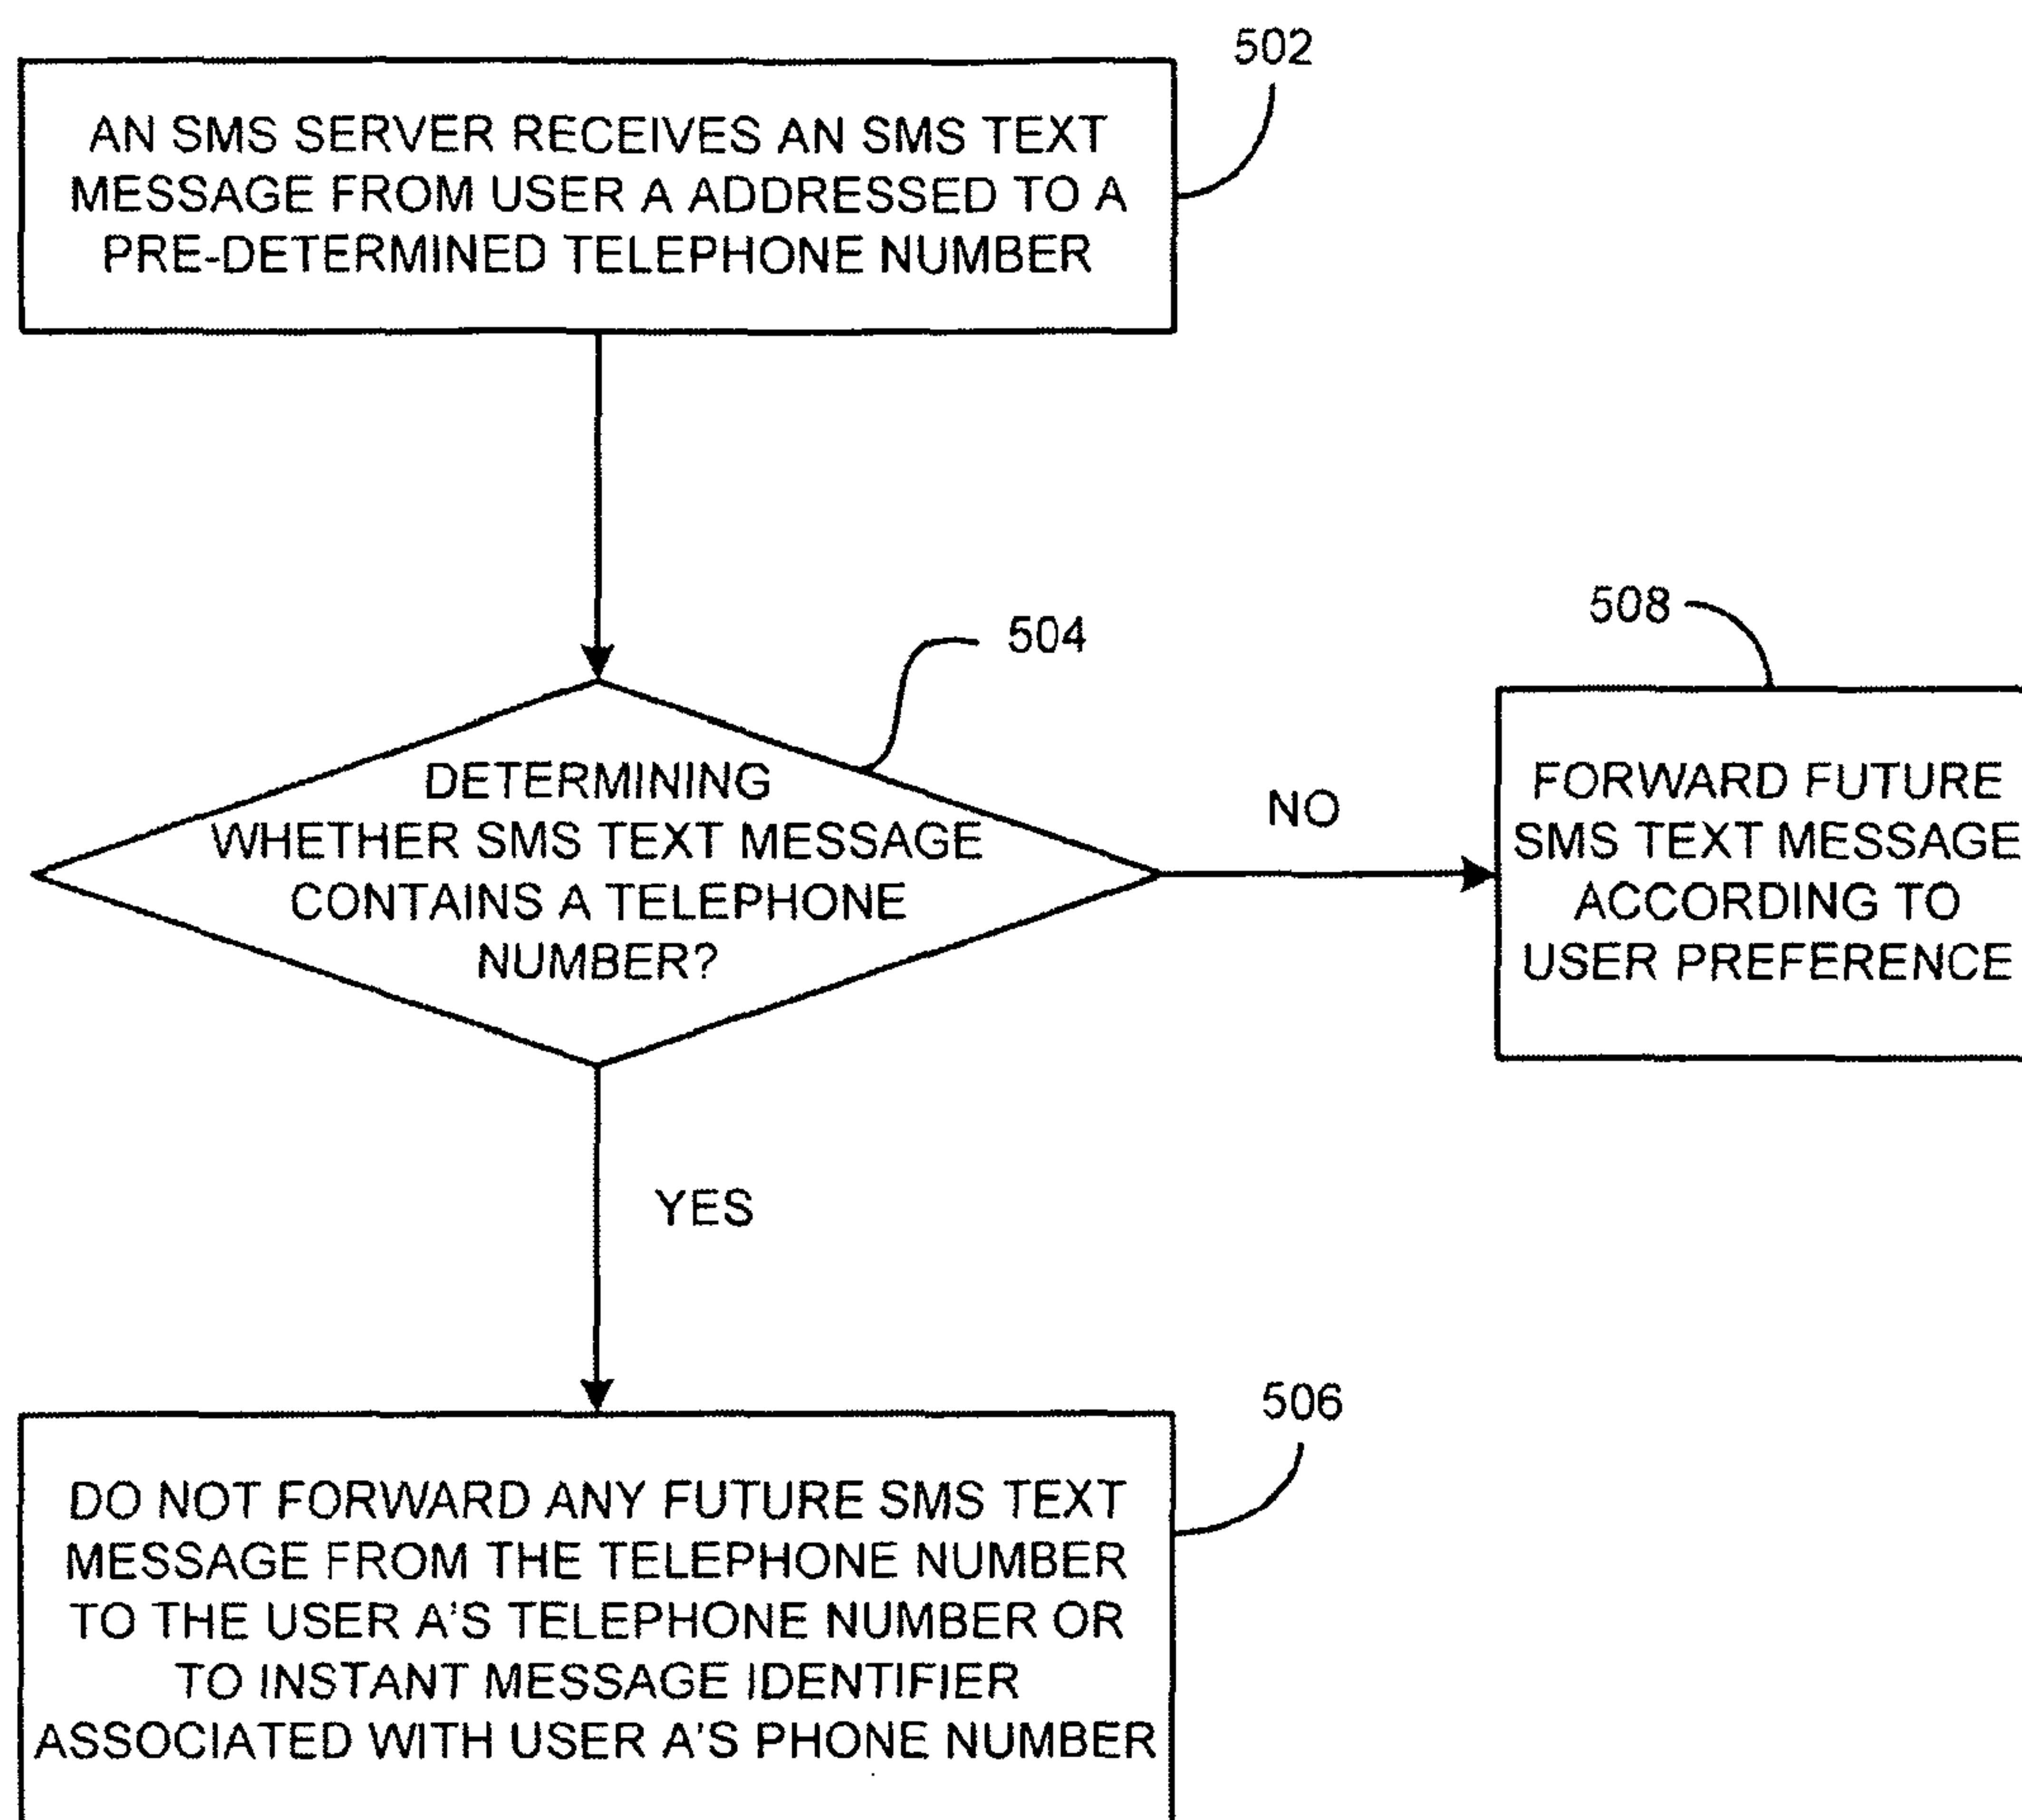 502
AN SMS SERVER RECEIVES AN SMS TEXT
MESSAGE FROM USER A ADDRESSED TO A
PRE-DETERMINED TELEPHONE NUMBER
504
DETERMINING
WHETHER SMS TEXT MESSAGE
CONTAINS A TELEPHONE
NUMBER?
NO
508
FORWARD FUTURE
SMS TEXT MESSAGE
ACCORDING TO
USER PREFERENCE
YES
506
DO NOT FORWARD ANY FUTURE SMS TEXT
MESSAGE FROM THE TELEPHONE NUMBER
TO THE USER A'S TELEPHONE NUMBER OR
TO INSTANT MESSAGE IDENTIFIER
ASSOCIATED WITH USER A'S PHONE NUMBER